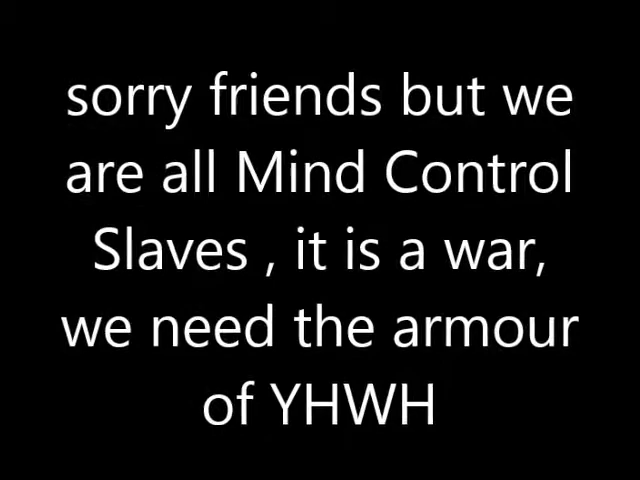 sorry friends but we
are all Mind Control
Slaves , it is a war,
we need the armour
of YHWH